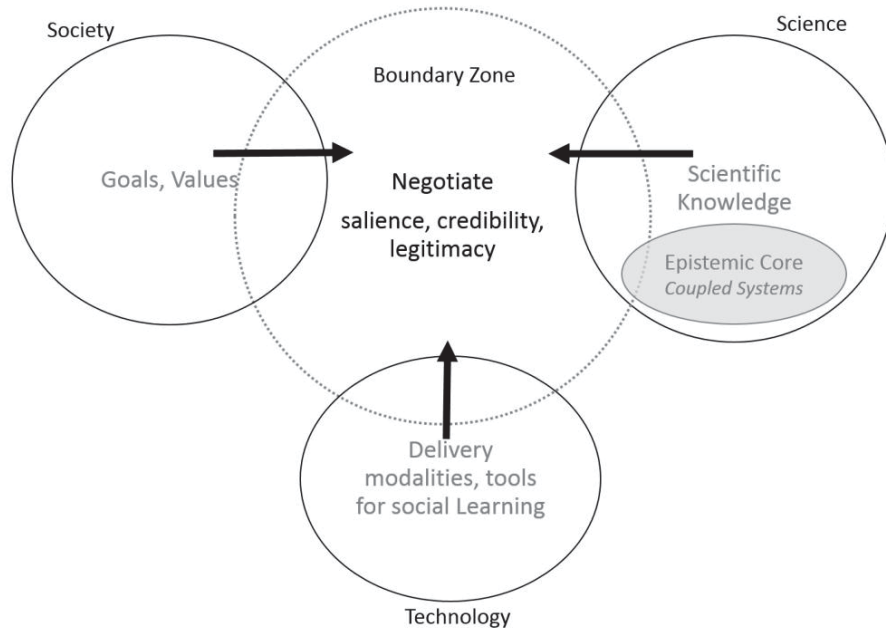 Society
Science
Boundary Zone
Goals, Values
Negotiate
salience, credibility,
legitimacy
Scientific
Knowledge
Epistemic Core
Coupled Systems
Delivery
modalities, tools
for social Learning
Technology